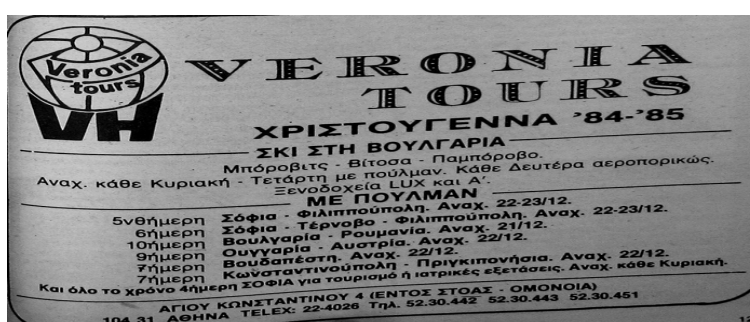 Veronia
tours
VERONIA
TOURS
VH
ΧΡΙΣΤΟΥΓΕΝΝΑ '84-'85
ΣΚΙ ΣΤΗ ΒΟΥΛΓΑΡΙΑ
Μπόροβιτς - Βίτοσα - Παμπόροβο.
Αναχ. κάθε Κυριακή - Τετάρτη με πούλμαν. Κάθε Δευτέρα αεροπορικώς.
Ξενοδοχεία LUX και Α'.
ΜΕ ΠΟΥΛΜΑΝ
5νθήμερη Σόφια - Φιλιππούπολη. Αναχ. 22-23/12.
6ήμερη Σόφια - Τέρνοβο - Φιλιππούπολη. Αναχ. 22-23/12.
10ήμερη Βουλγαρία - Ρουμανία. Αναχ. 21/12.
9ήμερη Ουγγαρία - Αυστρία. Αναχ. 22/12.
7ήμερη Βουδαπέστη. Αναχ. 22/12.
7ήμερη Κωνσταντινούπολη - Πριγκιπονήσια. Αναχ. 22/12.
Και όλο το χρόνο 4ήμερη ΣΟΦΙΑ για τουρισμό ή ιατρικές εξετάσεις. Αναχ. κάθε Κυριακή.
ΑΓΙΟΥ ΚΩΝΣΤΑΝΤΙΝΟΥ 4 (ΕΝΤΟΣ ΣΤΟΑΣ - ΟΜΟΝΟΙΑ)
104 31 ΑΘΗΝΑ TELEX: 22-4026 Τηλ. 52.30.442 52.30.443 52.30.451